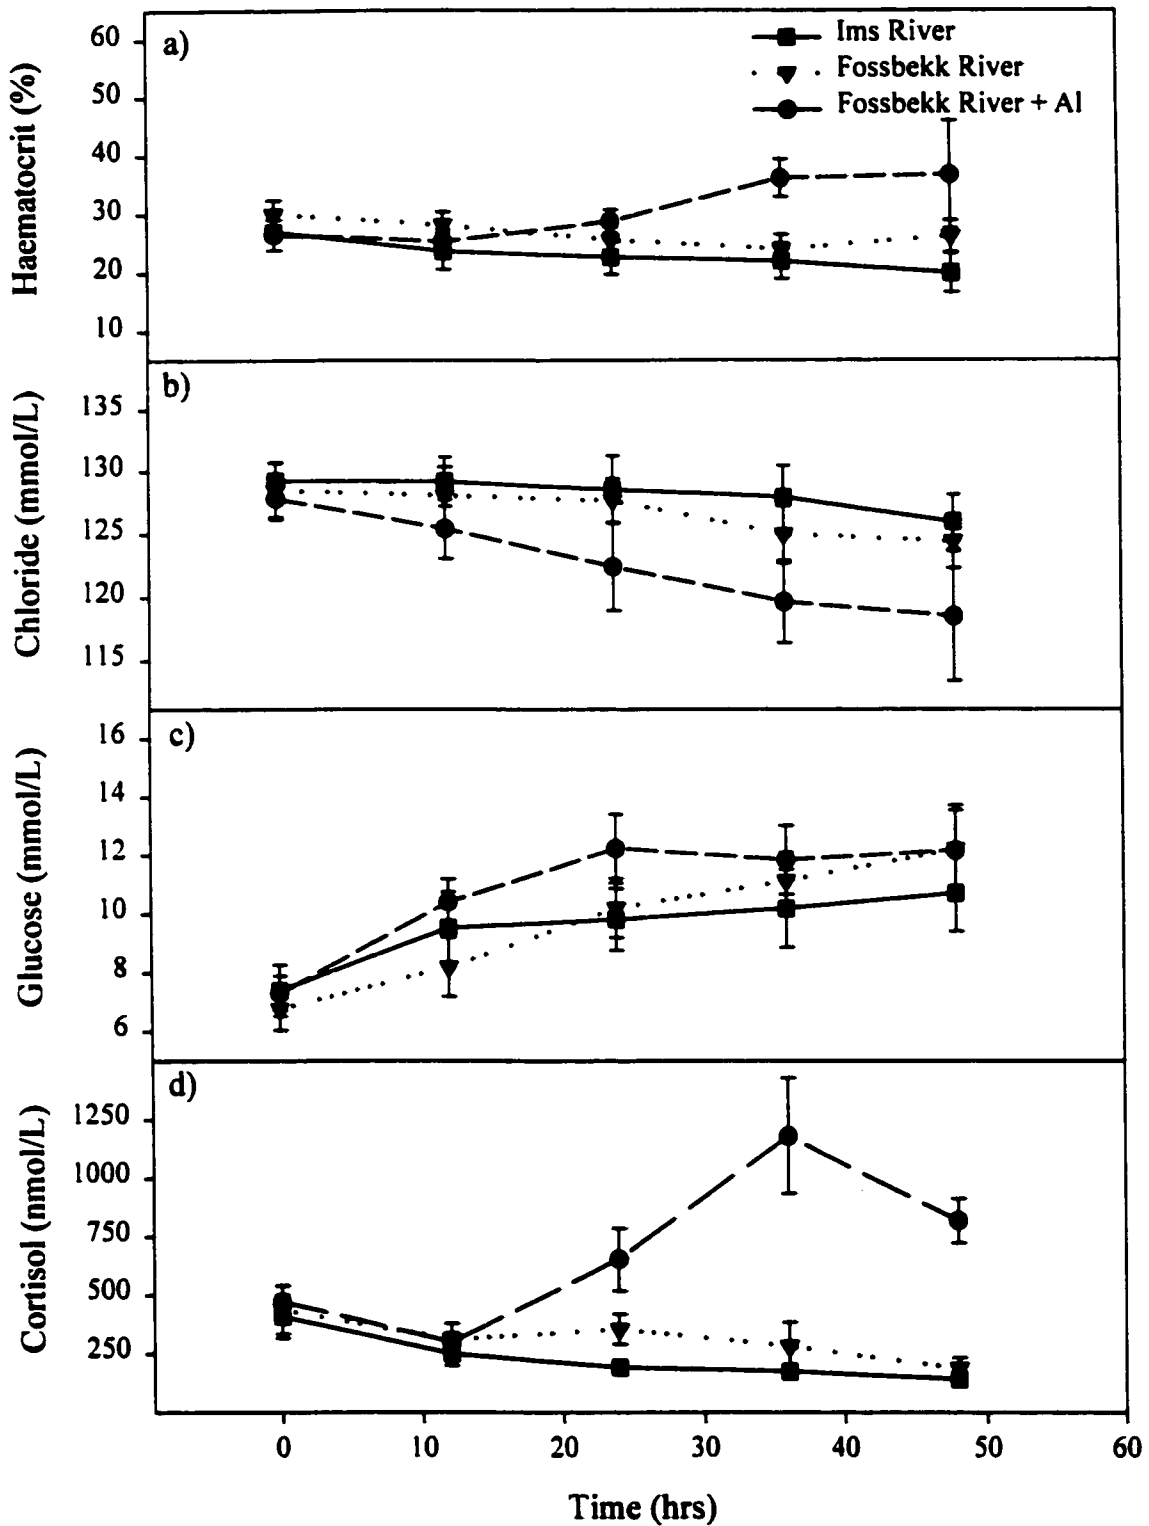 a)
Ims River
Fossbekk River
Fossbekk River + Al
Haematocrit (%)
60
50
40
30
20
10
b)
Chloride (mmol/L)
135
130
125
120
115
c)
Glucose (mmol/L)
16
14
12
10
8
6
d)
Cortisol (nmol/L)
1250
1000
750
500
250
0 10 20 30 40 50 60
Time (hrs)